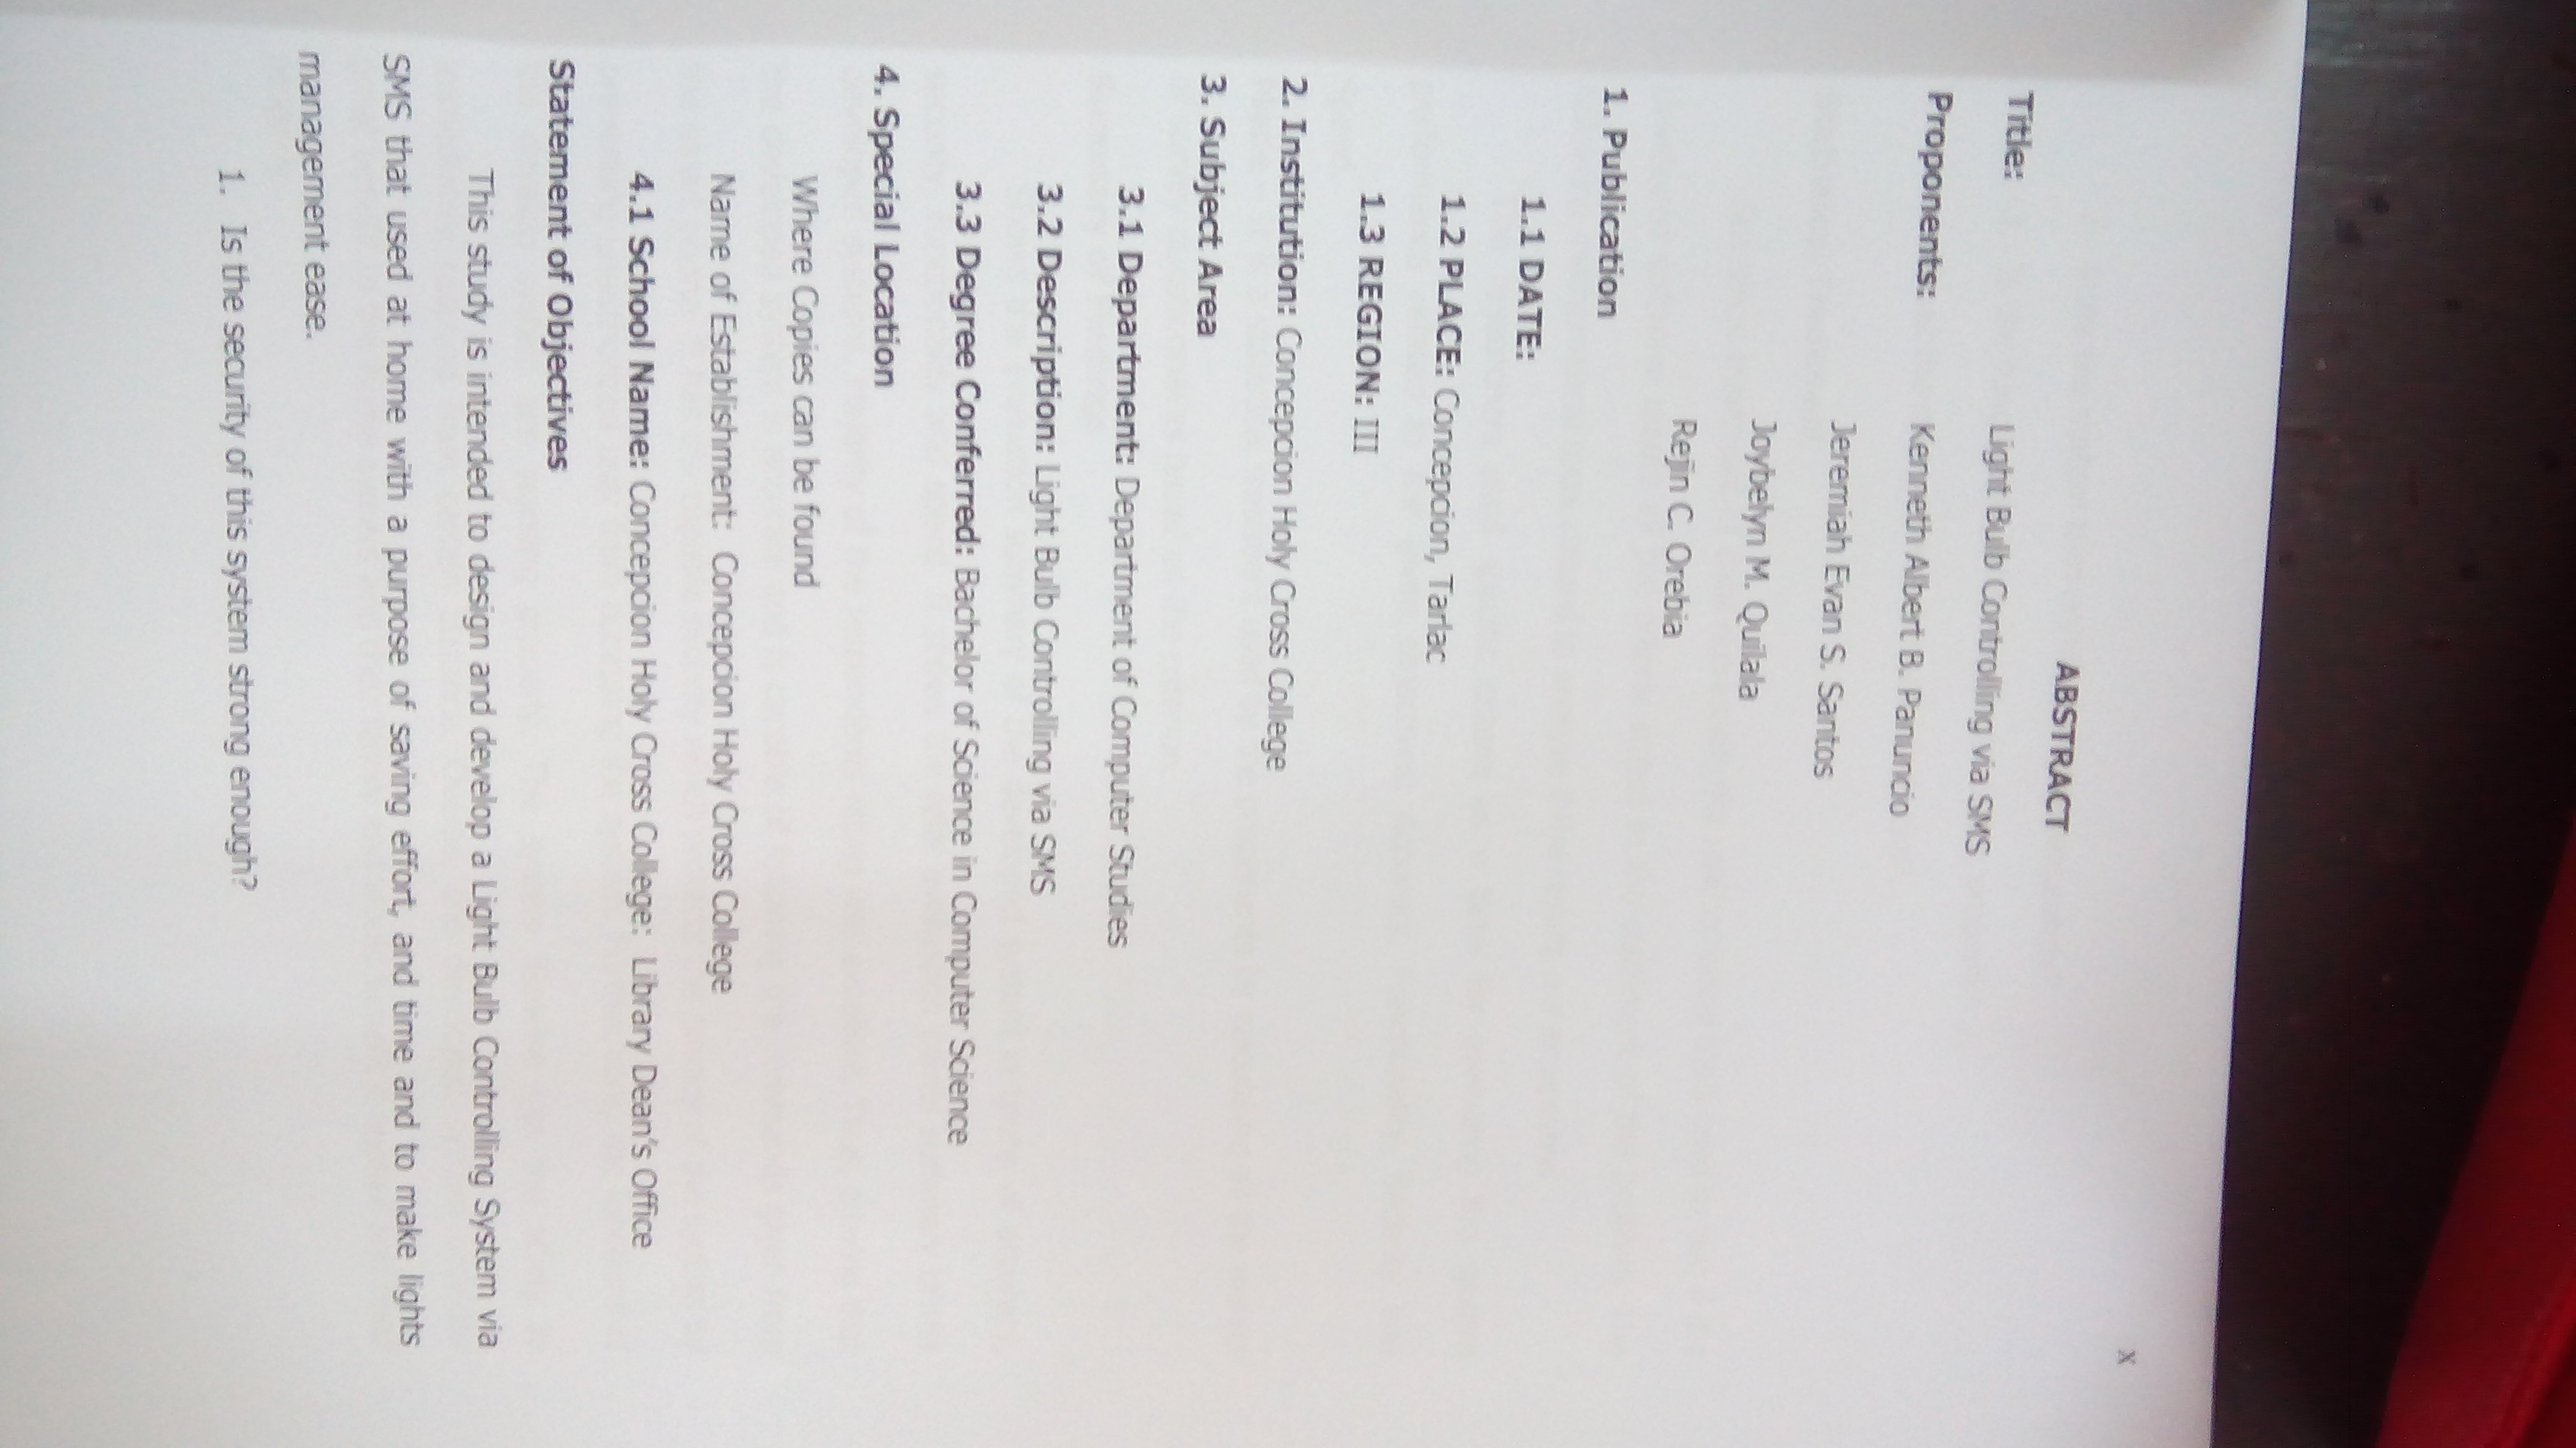 x
ABSTRACT
Title: Light Bulb Controlling via SMS
Proponents: Kenneth Albert B. Panuncio
Jeremiah Evan S. Santos
Joybelyn M. Quilala
Rejin C. Orebia
1. Publication
1.1 DATE:
1.2 PLACE: Concepcion, Tarlac
1.3 REGION: III
2. Institution: Concepcion Holy Cross College
3. Subject Area
3.1 Department: Department of Computer Studies
3.2 Description: Light Bulb Controlling via SMS
3.3 Degree Conferred: Bachelor of Science in Computer Science
4. Special Location
Where Copies can be found
Name of Establishment: Concepcion Holy Cross College
4.1 School Name: Concepcion Holy Cross College: Library Dean's Office
Statement of Objectives
This study is intended to design and develop a Light Bulb Controlling System via
SMS that used at home with a purpose of saving effort, and time and to make lights
management ease.
1. Is the security of this system strong enough?